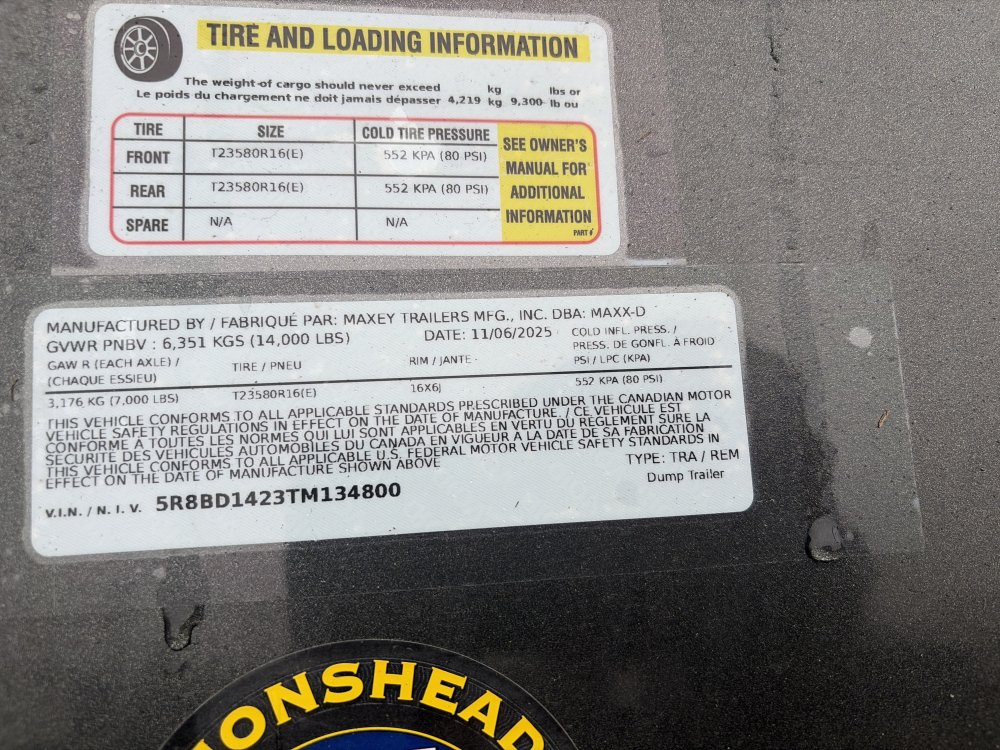 TIRE AND LOADING INFORMATION
The weight of cargo should never exceed kg lbs or
Le poids du chargement ne doit jamais dépasser 4,219 kg 9,300 lb ou
TIRE SIZE COLD TIRE PRESSURE
FRONT T23580R16(E) 552 KPA (80 PSI)
REAR T23580R16(E) 552 KPA (80 PSI)
SPARE N/A N/A
SEE OWNER'S
MANUAL FOR
ADDITIONAL
INFORMATION
PART #
MANUFACTURED BY / FABRIQUÉ PAR: MAXEY TRAILERS MFG., INC. DBA: MAXX-D
GVWR PNBV : 6,351 KGS (14,000 LBS) DATE: 11/06/2025
GAW R (EACH AXLE) /
(CHAQUE ESSIEU)
TIRE / PNEU
RIM / JANTE
COLD INFL. PRESS. /
PRESS. DE GONFL. À FROID
PSI / LPC (KPA)
3,176 KG (7,000 LBS) T23580R16(E) 16X6J 552 KPA (80 PSI)
THIS VEHICLE CONFORMS TO ALL APPLICABLE STANDARDS PRESCRIBED UNDER THE CANADIAN MOTOR
VEHICLE SAFETY REGULATIONS IN EFFECT ON THE DATE OF MANUFACTURE. / CE VEHICULE EST
CONFORME À TOUTES LES NORMES QUI LUI SONT APPLICABLES EN VERTU DU REGLEMENT SUR LA
SECURITE DES VEHICULES AUTOMOBILES DU CANADA EN VIGUEUR A LA DATE DE SA FABRICATION
THIS VEHICLE CONFORMS TO ALL APPLICABLE U.S. FEDERAL MOTOR VEHICLE SAFETY STANDARDS IN
EFFECT ON THE DATE OF MANUFACTURE SHOWN ABOVE
TYPE: TRA / REM
Dump Trailer
V.I.N. / N. I. V. 5R8BD1423TM134800
IONSHEAD